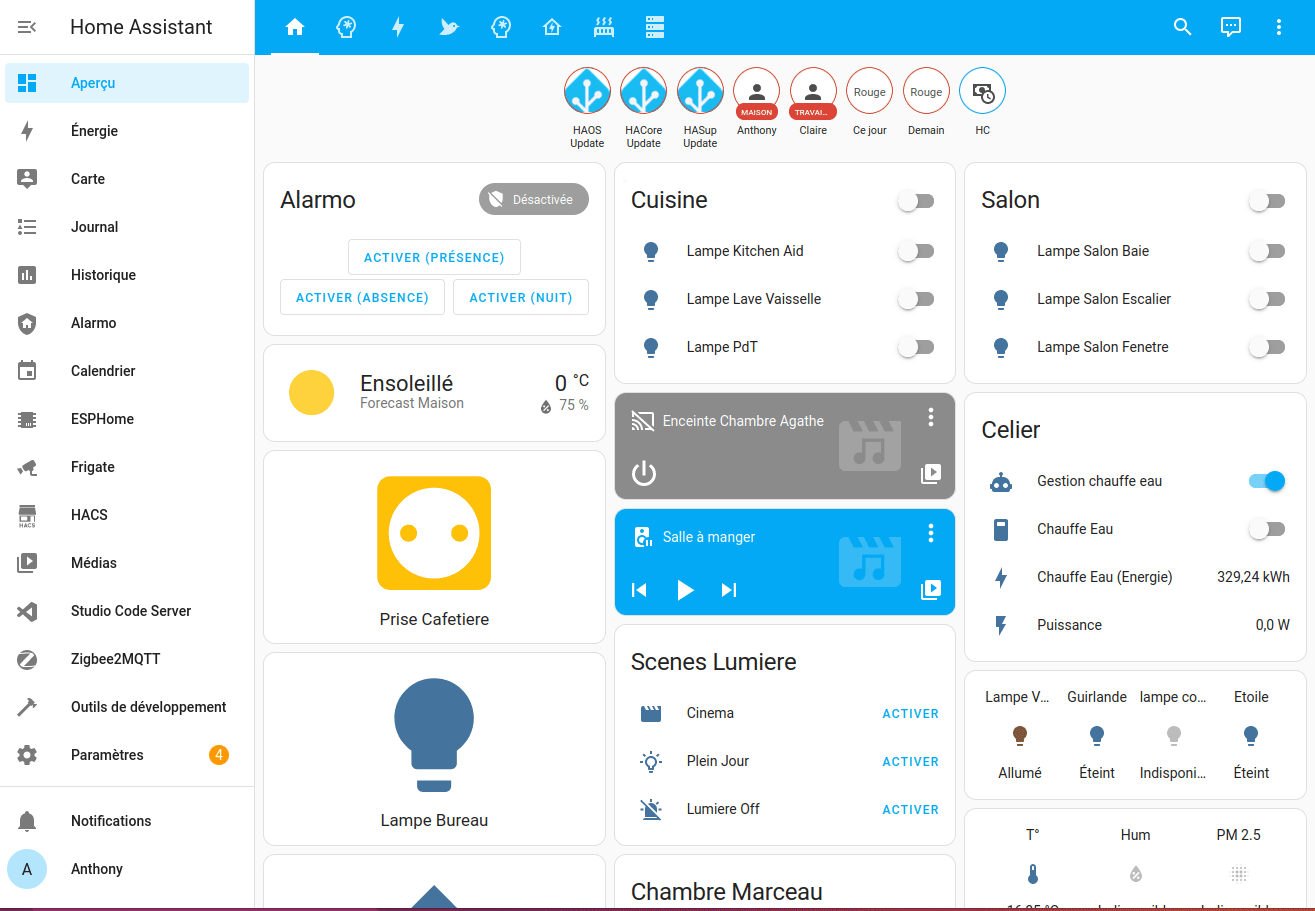 Home Assistant
Aperçu
Énergie
Carte
Journal
Historique
Alarmo
Calendrier
ESPHome
Frigate
HACS
HACS
Médias
Studio Code Server
Zigbee2MQTT
Outils de développement
Paramètres
4
Notifications
A
Anthony
MAISON
TRAVAI...
Rouge
Rouge
HAOS Update
HACore Update
HASup Update
Anthony
Claire
Ce jour
Demain
HC
Alarmo
Désactivée
ACTIVER (PRÉSENCE)
ACTIVER (ABSENCE)
ACTIVER (NUIT)
Ensoleillé
Forecast Maison
0 °C
75 %
Prise Cafetiere
Lampe Bureau
Cuisine
Lampe Kitchen Aid
Lampe Lave Vaisselle
Lampe PdT
Enceinte Chambre Agathe
Salle à manger
Scenes Lumiere
Cinema
ACTIVER
Plein Jour
ACTIVER
Lumiere Off
ACTIVER
Chambre Marceau
Salon
Lampe Salon Baie
Lampe Salon Escalier
Lampe Salon Fenetre
Celier
Gestion chauffe eau
Chauffe Eau
Chauffe Eau (Energie)
329,24 kWh
Puissance
0,0 W
Lampe V...
Guirlande
lampe co...
Etoile
Allumé
Éteint
Indisponi...
Éteint
T°
Hum
PM 2.5